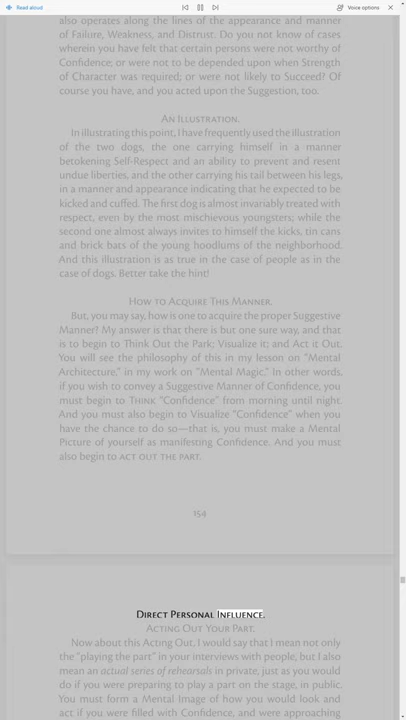 Read aloud
Voice options
also operates along the lines of the appearance and manner
of Failure, Weakness, and Distrust. Do you not know of cases
wherein you have felt that certain persons were not worthy of
Confidence; or were not to be depended upon when Strength
of Character was required; or were not likely to Succeed? Of
course you have, and you acted upon the Suggestion, too.
An Illustration.
In illustrating this point, I have frequently used the illustration
of the two dogs, the one carrying himself in a manner
betokening Self-Respect and an ability to prevent and resent
undue liberties, and the other carrying his tail between his legs,
in a manner and appearance indicating that he expected to be
kicked and cuffed. The first dog is almost invariably treated with
respect, even by the most mischievous youngsters; while the
second one almost always invites to himself the kicks, tin cans
and brick bats of the young hoodlums of the neighborhood.
And this illustration is as true in the case of people as in the
case of dogs. Better take the hint!
How to Acquire This Manner.
But, you may say, how is one to acquire the proper Suggestive
Manner? My answer is that there is but one sure way, and that
is to begin to Think Out the Park; Visualize it; and Act it Out.
You will see the philosophy of this in my lesson on “Mental
Architecture,” in my work on “Mental Magic.” In other words,
if you wish to convey a Suggestive Manner of Confidence, you
must begin to Think “Confidence” from morning until night.
And you must also begin to Visualize “Confidence” when you
have the chance to do so—that is, you must make a Mental
Picture of yourself as manifesting Confidence. And you must
also begin to act out the part.
154
Direct Personal Influence.
Acting Out Your Part.
Now about this Acting Out. I would say that I mean not only
the “playing the part” in your interviews with people, but I also
mean an actual series of rehearsals in private, just as you would
do if you were preparing to play a part on the stage, in public.
You must form a Mental Image of how you would look and
act if you were filled with Confidence, and were approaching